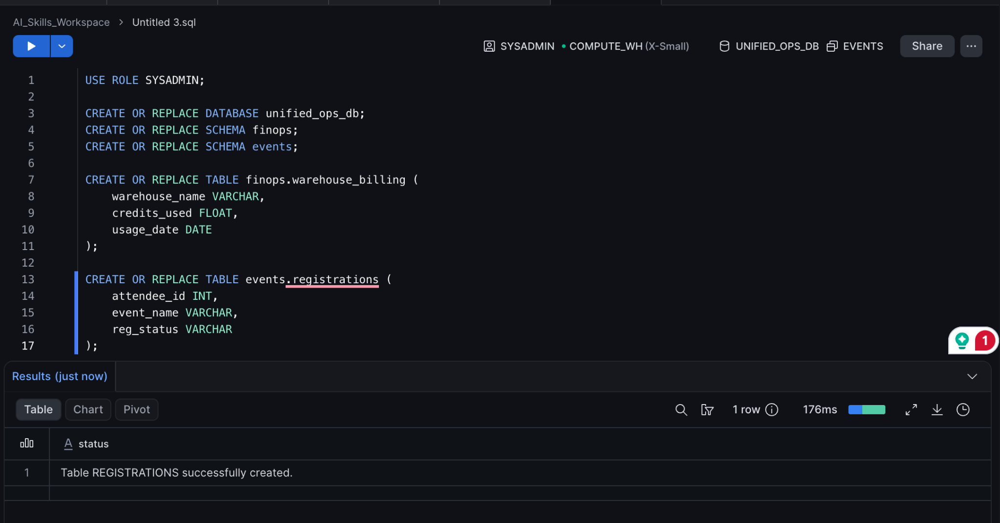 AI_Skills_Workspace > Untitled 3.sql
SYSADMIN • COMPUTE_WH (X-Small) UNIFIED_OPS_DB EVENTS Share ...
1 USE ROLE SYSADMIN;
2
3 CREATE OR REPLACE DATABASE unified_ops_db;
4 CREATE OR REPLACE SCHEMA finops;
5 CREATE OR REPLACE SCHEMA events;
6
7 CREATE OR REPLACE TABLE finops.warehouse_billing (
8     warehouse_name VARCHAR,
9     credits_used FLOAT,
10     usage_date DATE
11 );
12
13 CREATE OR REPLACE TABLE events.registrations (
14     attendee_id INT,
15     event_name VARCHAR,
16     reg_status VARCHAR
17 );
1
Results (just now)
Table Chart Pivot 1 row 176ms
A status
1 Table REGISTRATIONS successfully created.